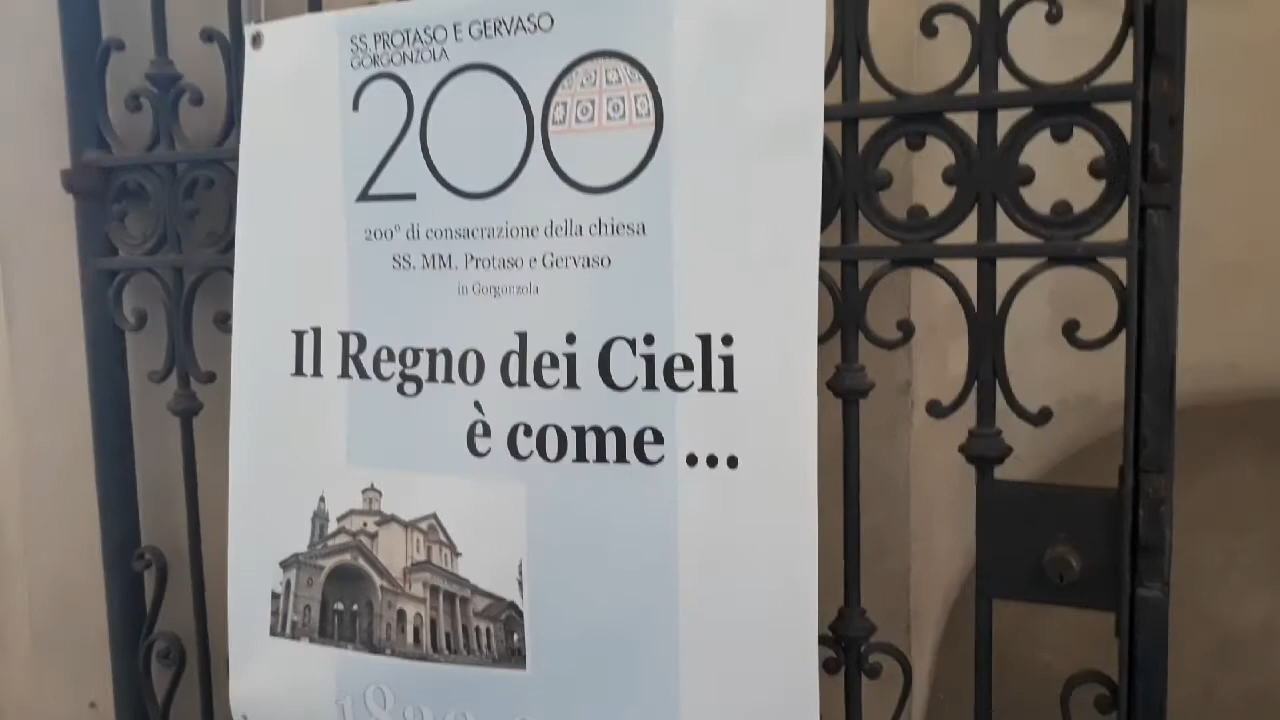 SS. PROTASO E GERVASO
GORGONZOLA
200
200° di consacrazione della chiesa
SS. MM. Protaso e Gervaso
in Gorgonzola
Il Regno dei Cieli
è come ...